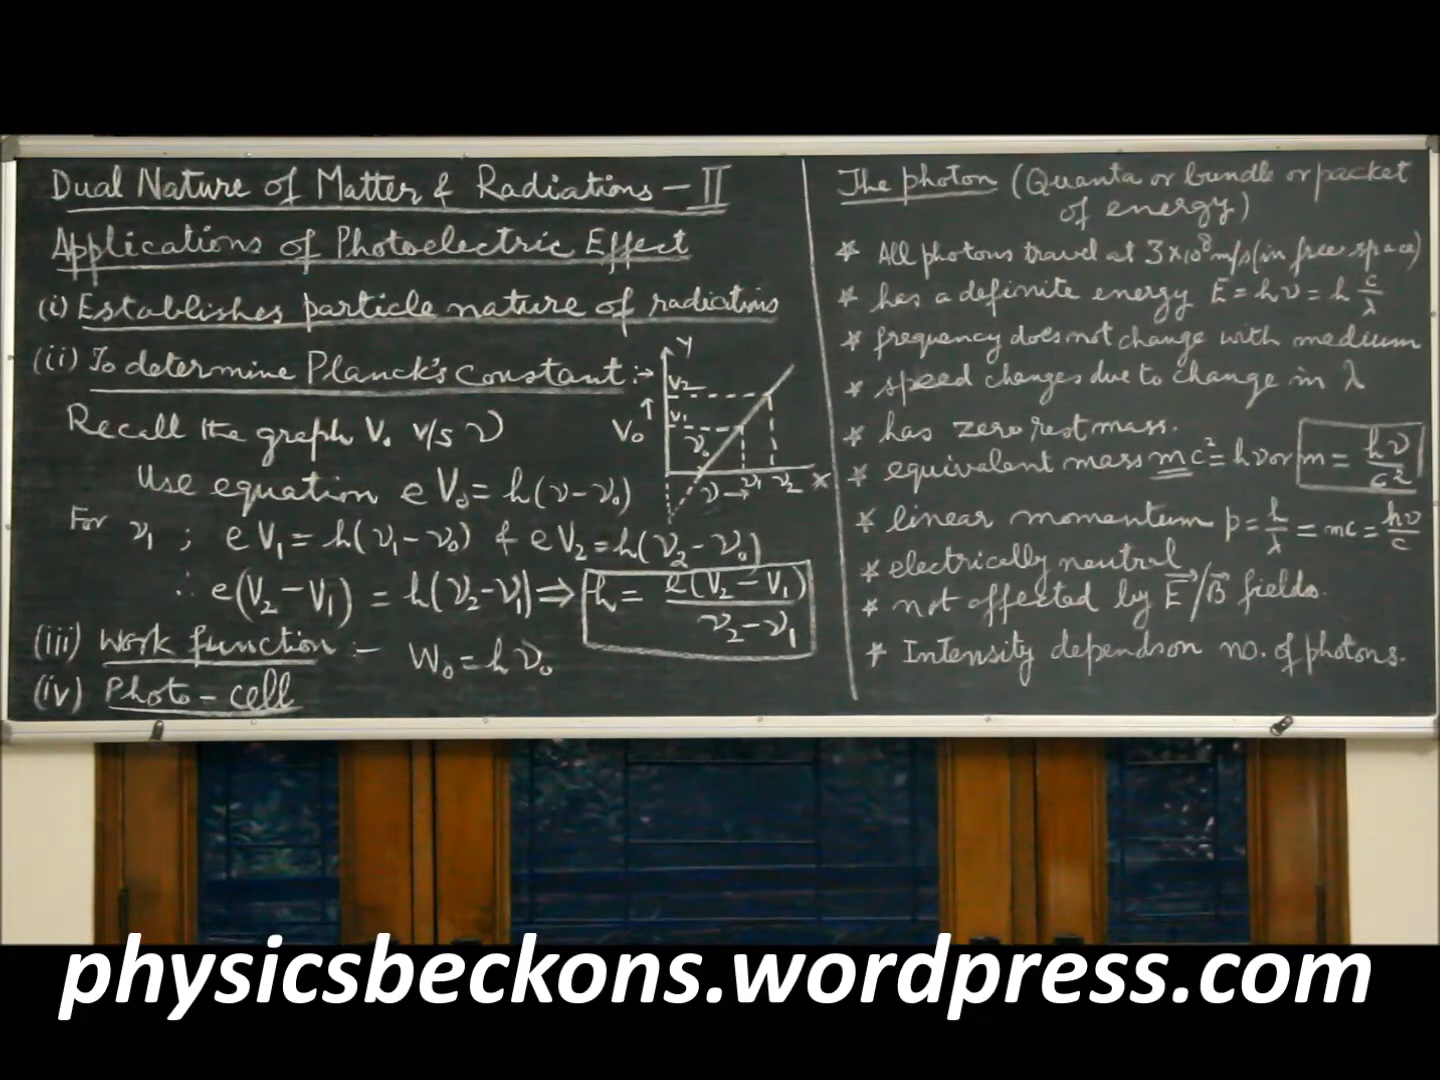 Dual Nature of Matter & Radiations - II
Applications of Photoelectric Effect
(i) Establishes particle nature of radiations
(ii) To determine Planck's Constant :→
Recall the graph V₀ v/s ν
Use equation e V₀ = h(ν - ν₀)
For ν₁ ; e V₁ = h(ν₁ - ν₀) & e V₂ = h(ν₂ - ν₀)
∴ e(V₂ - V₁) = h(ν₂ - ν₁) ⇒ h = e(V₂ - V₁) / ν₂ - ν₁
(iii) Work function :- W₀ = hν₀
(iv) Photo - cell
Y
V₂
V₁
V₀ ↑
ν₀
ν → ν₁ ν₂ X
The photon (Quanta or bundle or packet
of energy)
* All photons travel at 3×10⁸ m/s (in free space)
* has a definite energy E = hν = h c/λ
* frequency does not change with medium
* speed changes due to change in λ
* has zero rest mass.
* equivalent mass mc² = hν or m = hν/c²
* linear momentum p = h/λ = mc = hν/c
* electrically neutral
* not affected by E⃗/B⃗ fields.
* Intensity depends on no. of photons.
physicsbeckons.wordpress.com